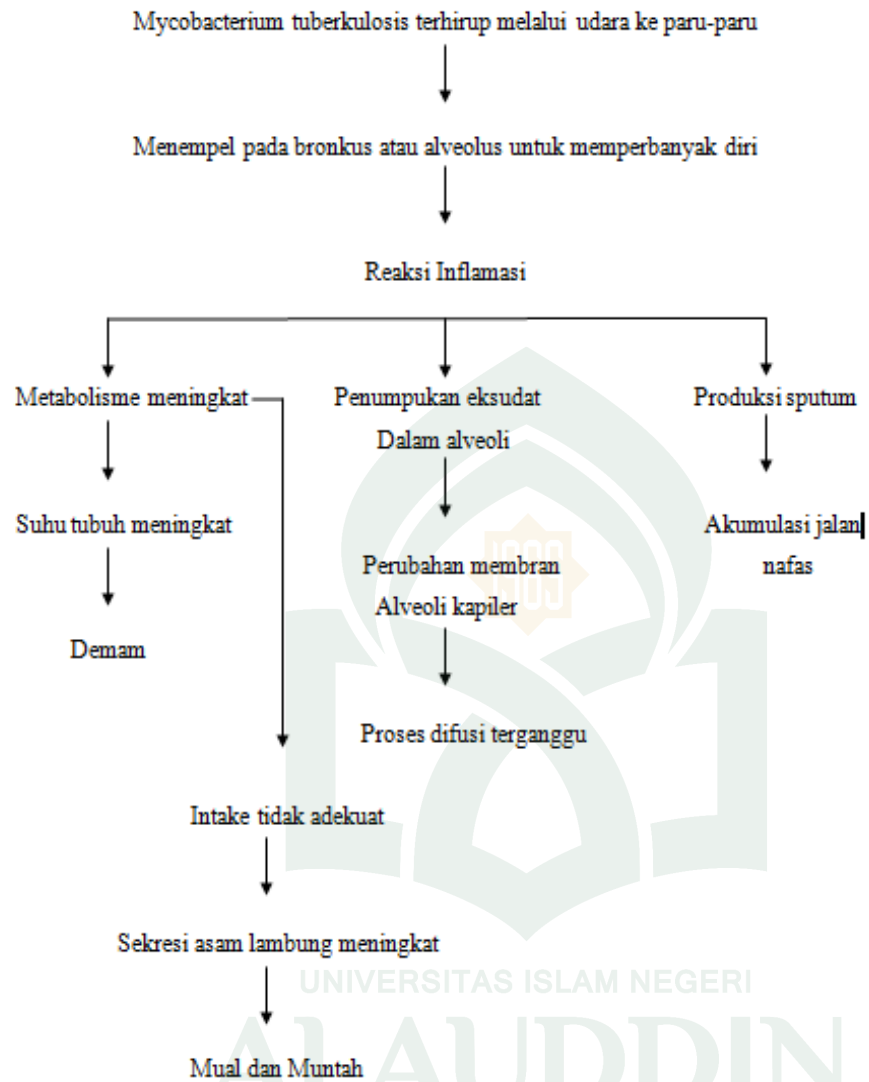 Mycobacterium tuberkulosis terhirup melalui udara ke paru-paru
Menempel pada bronkus atau alveolus untuk memperbanyak diri
Reaksi Inflamasi
Metabolisme meningkat
Penumpukan eksudat
Produksi sputum
Dalam alveoli
Suhu tubuh meningkat
Akumulasi jalan
nafas
Perubahan membran
Alveoli kapiler
Demam
Proses difusi terganggu
Intake tidak adekuat
Sekresi asam lambung meningkat
Mual dan Muntah
1909
UNIVERSITAS ISLAM NEGERI
ALAUDDIN